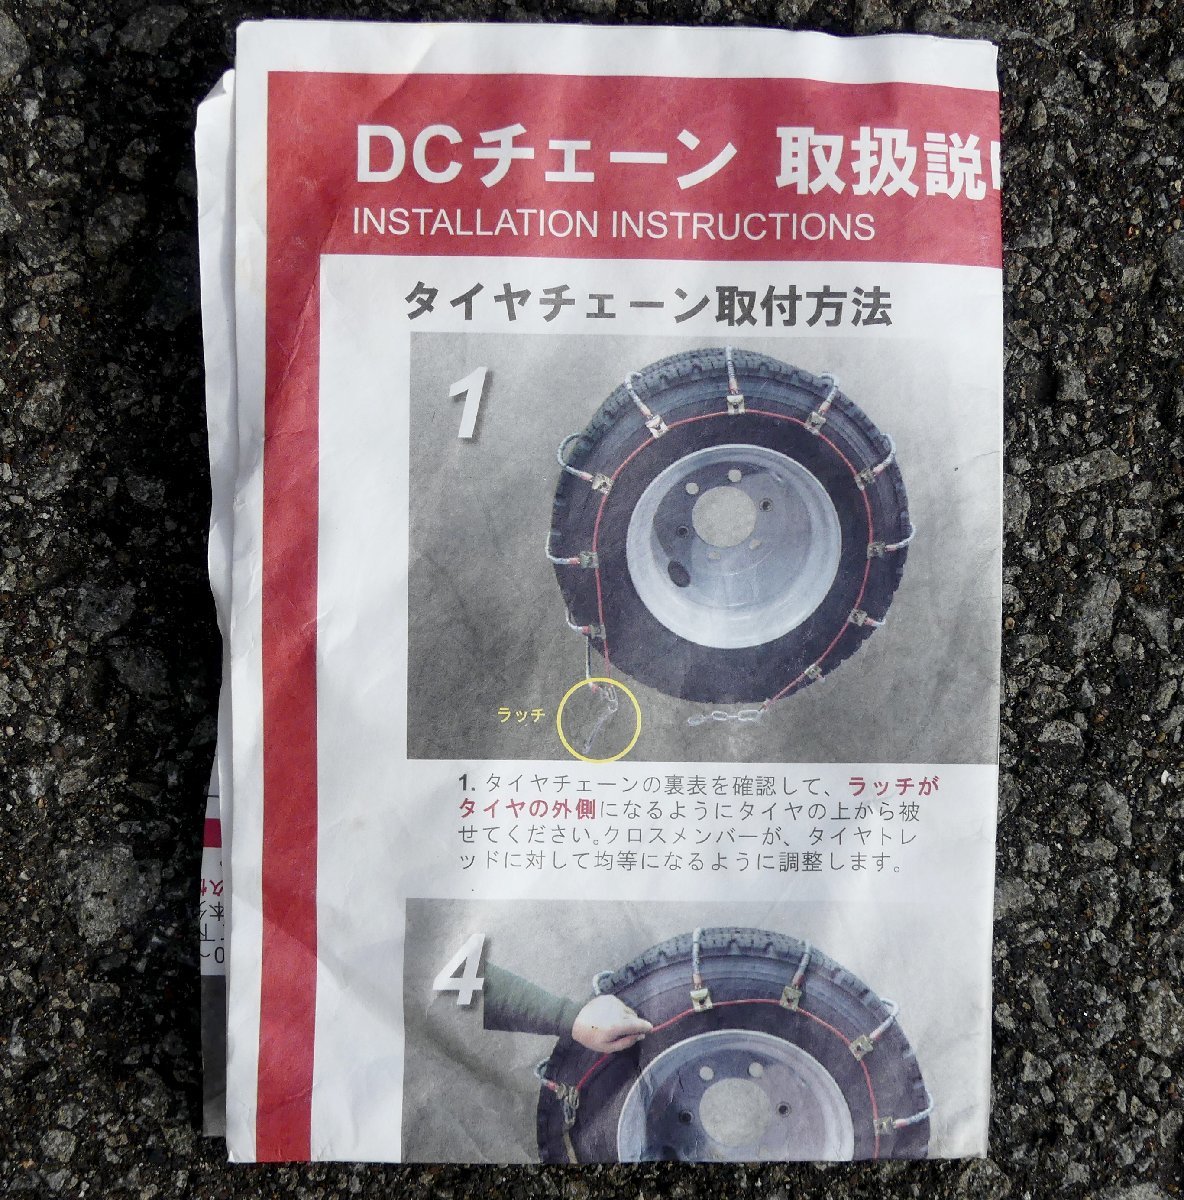 DCチェーン 取扱説
INSTALLATION INSTRUCTIONS
タイヤチェーン取付方法
1
ラッチ
1. タイヤチェーンの裏表を確認して、ラッチが
タイヤの外側になるようにタイヤの上から被
せてください。クロスメンバーが、タイヤトレ
ッドに対して均等になるように調整します。
4